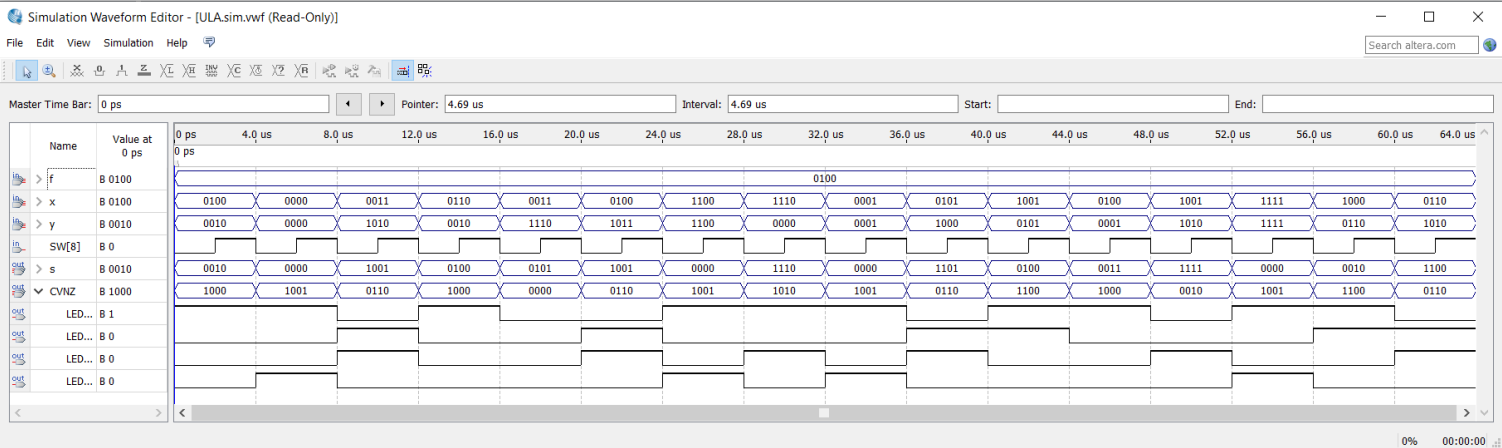 Simulation Waveform Editor - [ULA.sim.vwf (Read-Only)]
File Edit View Simulation Help
Search altera.com
Master Time Bar: 0 ps Pointer: 4.69 us Interval: 4.69 us Start: End:
Name Value at 0 ps
0 ps 4.0 us 8.0 us 12.0 us 16.0 us 20.0 us 24.0 us 28.0 us 32.0 us 36.0 us 40.0 us 44.0 us 48.0 us 52.0 us 56.0 us 60.0 us 64.0 us
0 ps
f B 0100 0100
x B 0100 0100 0000 0011 0110 0011 0100 1100 1110 0001 0101 1001 0100 1001 1111 1000 0110
y B 0010 0010 0000 1010 0010 1110 1011 1100 0000 0001 1000 0101 0001 1010 1111 0110 1010
SW[8] B 0
s B 0010 0010 0000 1001 0100 0101 1001 0000 1110 0000 1101 0100 0011 1111 0000 0010 1100
CVNZ B 1000 1000 1001 0110 1000 0000 0110 1001 1010 1001 0110 1100 1000 0010 1001 1100 0110
LED... B 1
LED... B 0
LED... B 0
LED... B 0
0% 00:00:00